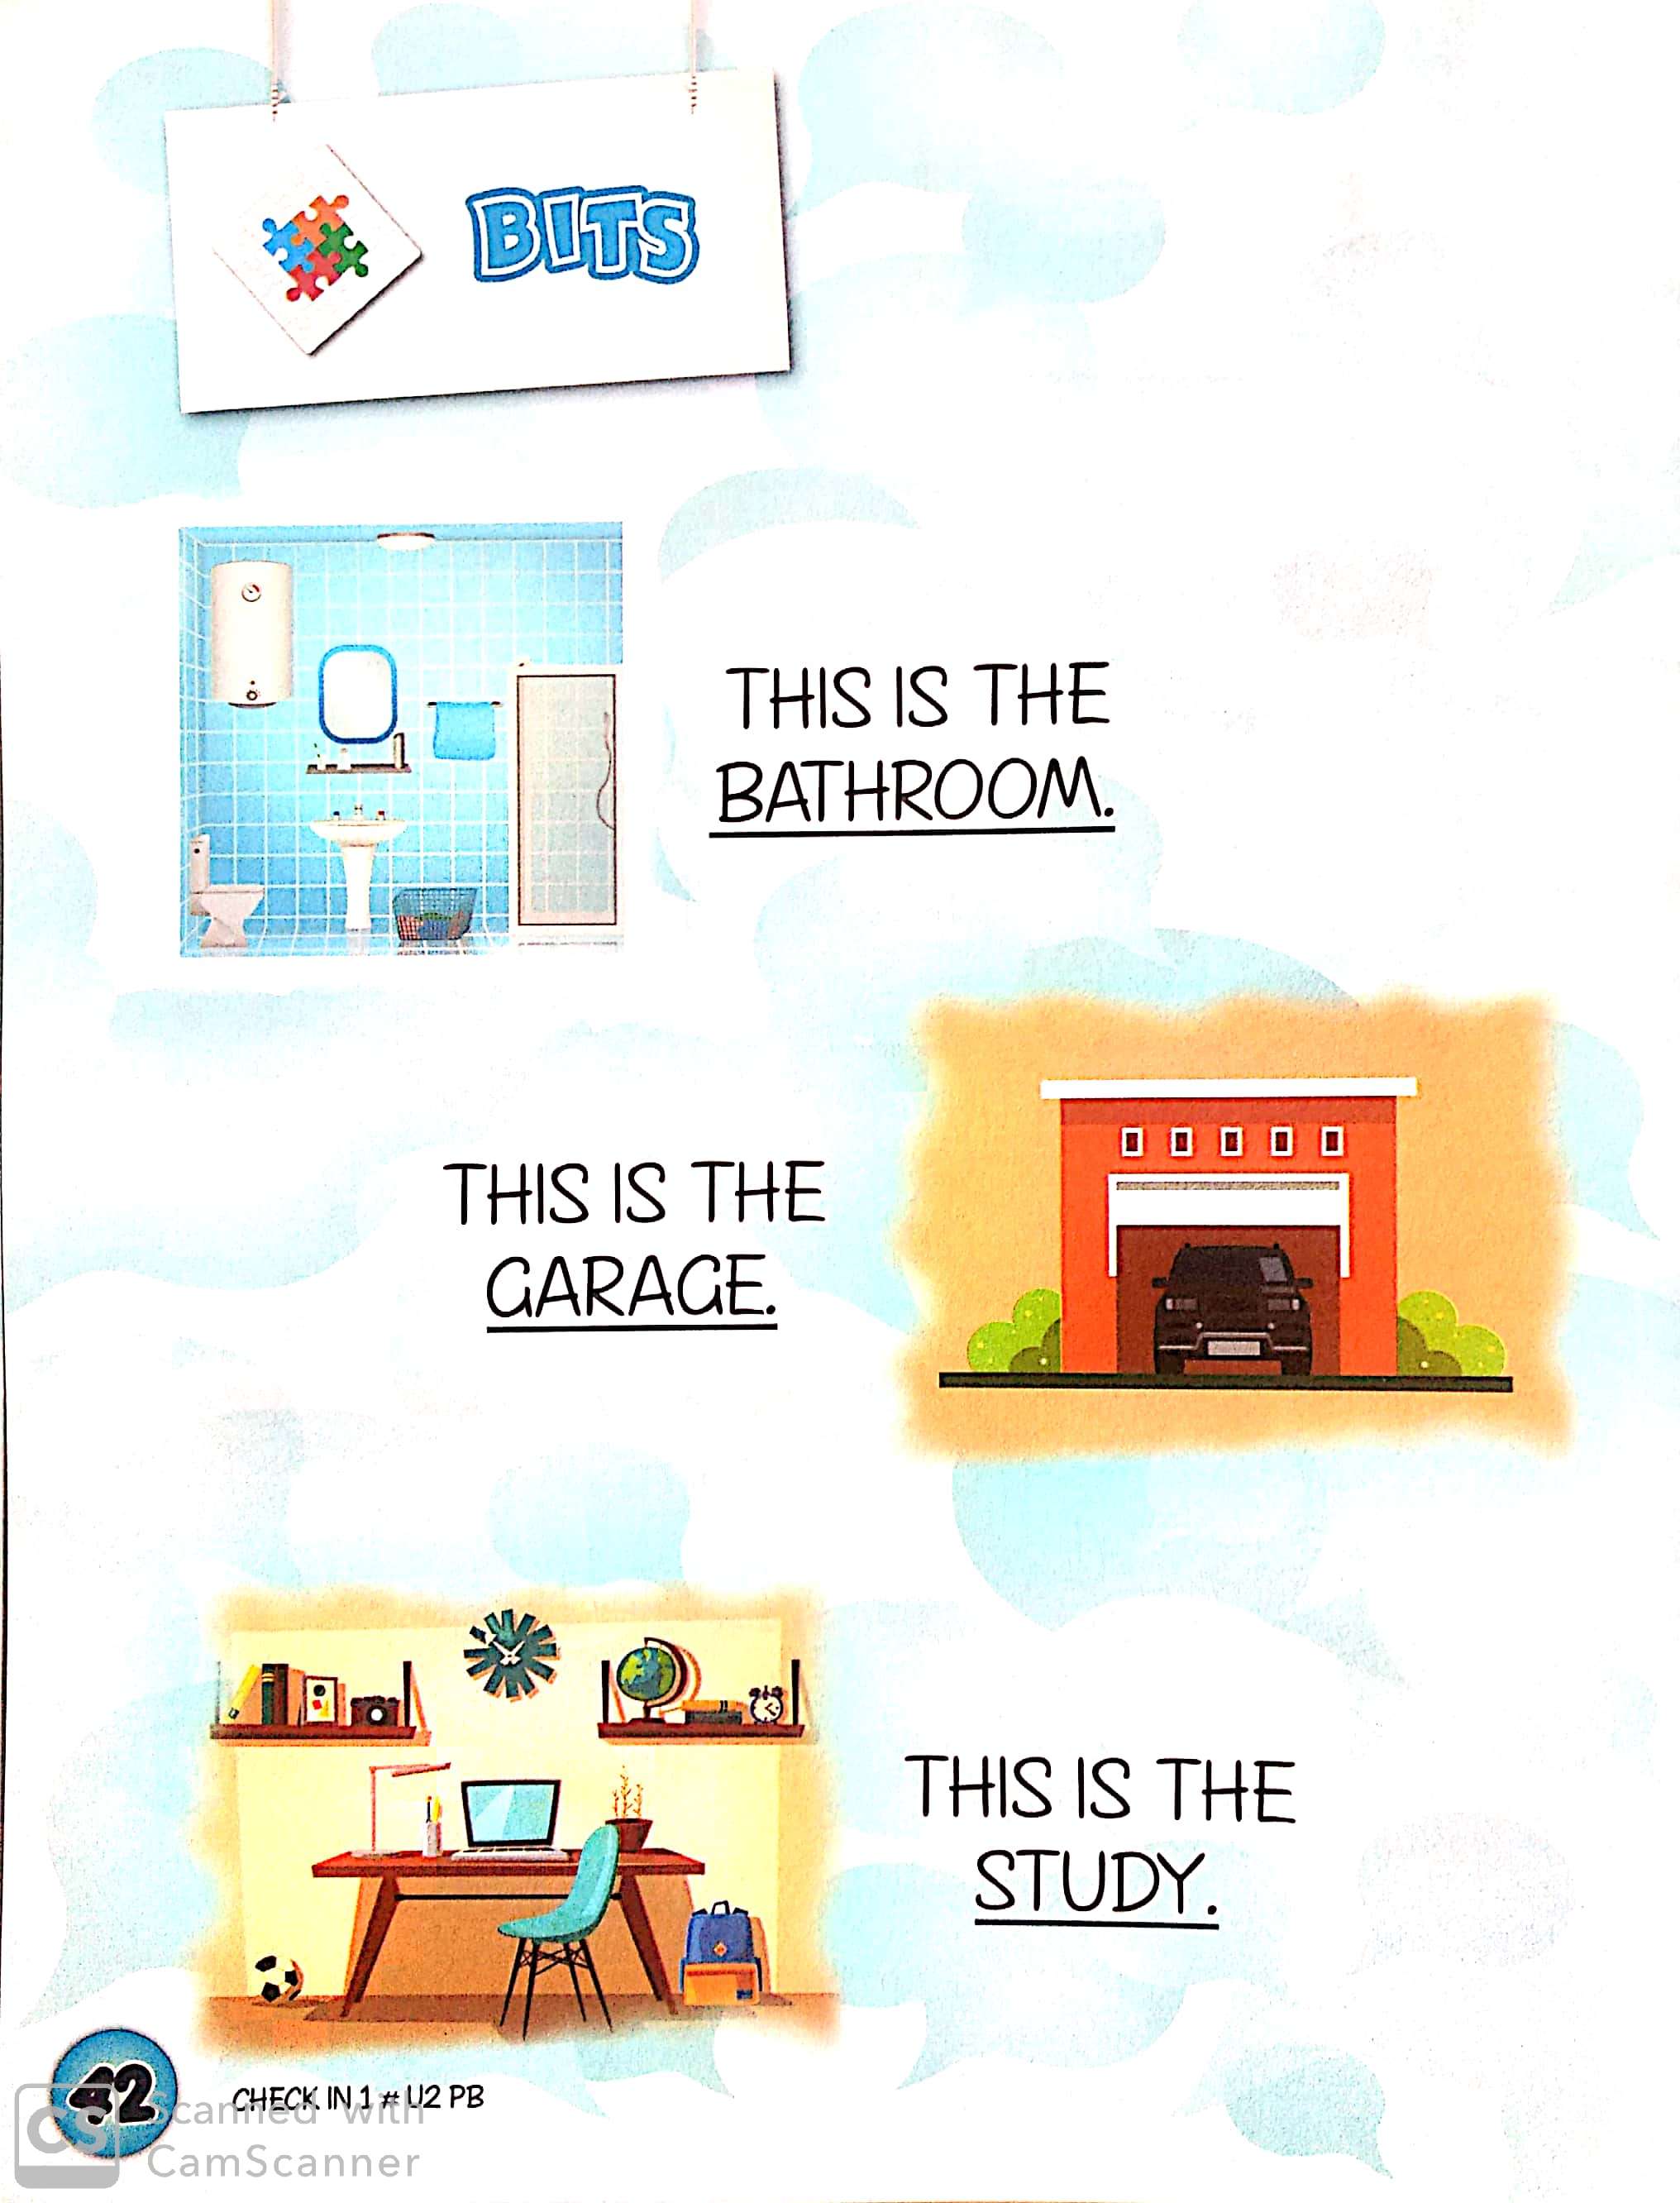 BITS
THIS IS THE
BATHROOM.
THIS IS THE
GARAGE.
THIS IS THE
STUDY.
42
CHECK IN 1 # U2 PB
CS
Scanned with
CamScanner